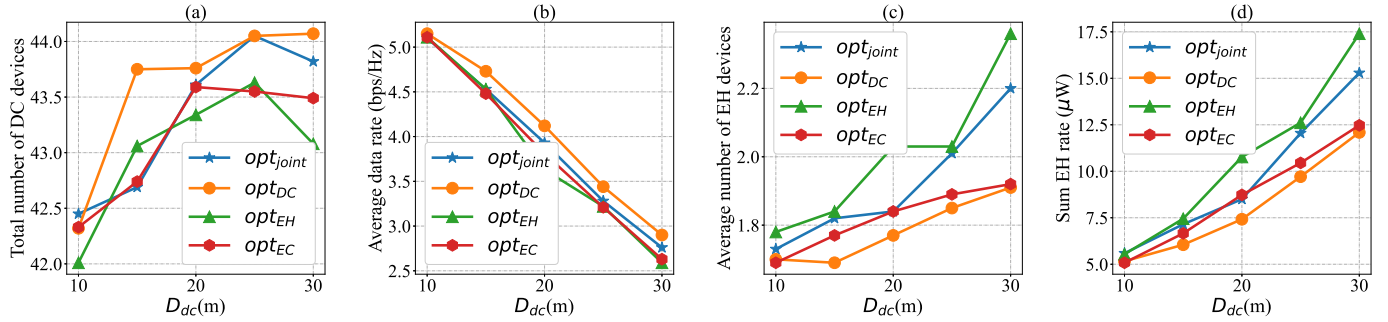 (a)
Total number of DC devices
44.0
43.5
43.0
42.5
42.0
10
20
30
D_dc(m)
opt_joint
opt_DC
opt_EH
opt_EC
(b)
Average data rate (bps/Hz)
5.0
4.5
4.0
3.5
3.0
2.5
10
20
30
D_dc(m)
opt_joint
opt_DC
opt_EH
opt_EC
(c)
Average number of EH devices
2.2
2.0
1.8
10
20
30
D_dc(m)
opt_joint
opt_DC
opt_EH
opt_EC
(d)
Sum EH rate (μW)
17.5
15.0
12.5
10.0
7.5
5.0
10
20
30
D_dc(m)
opt_joint
opt_DC
opt_EH
opt_EC